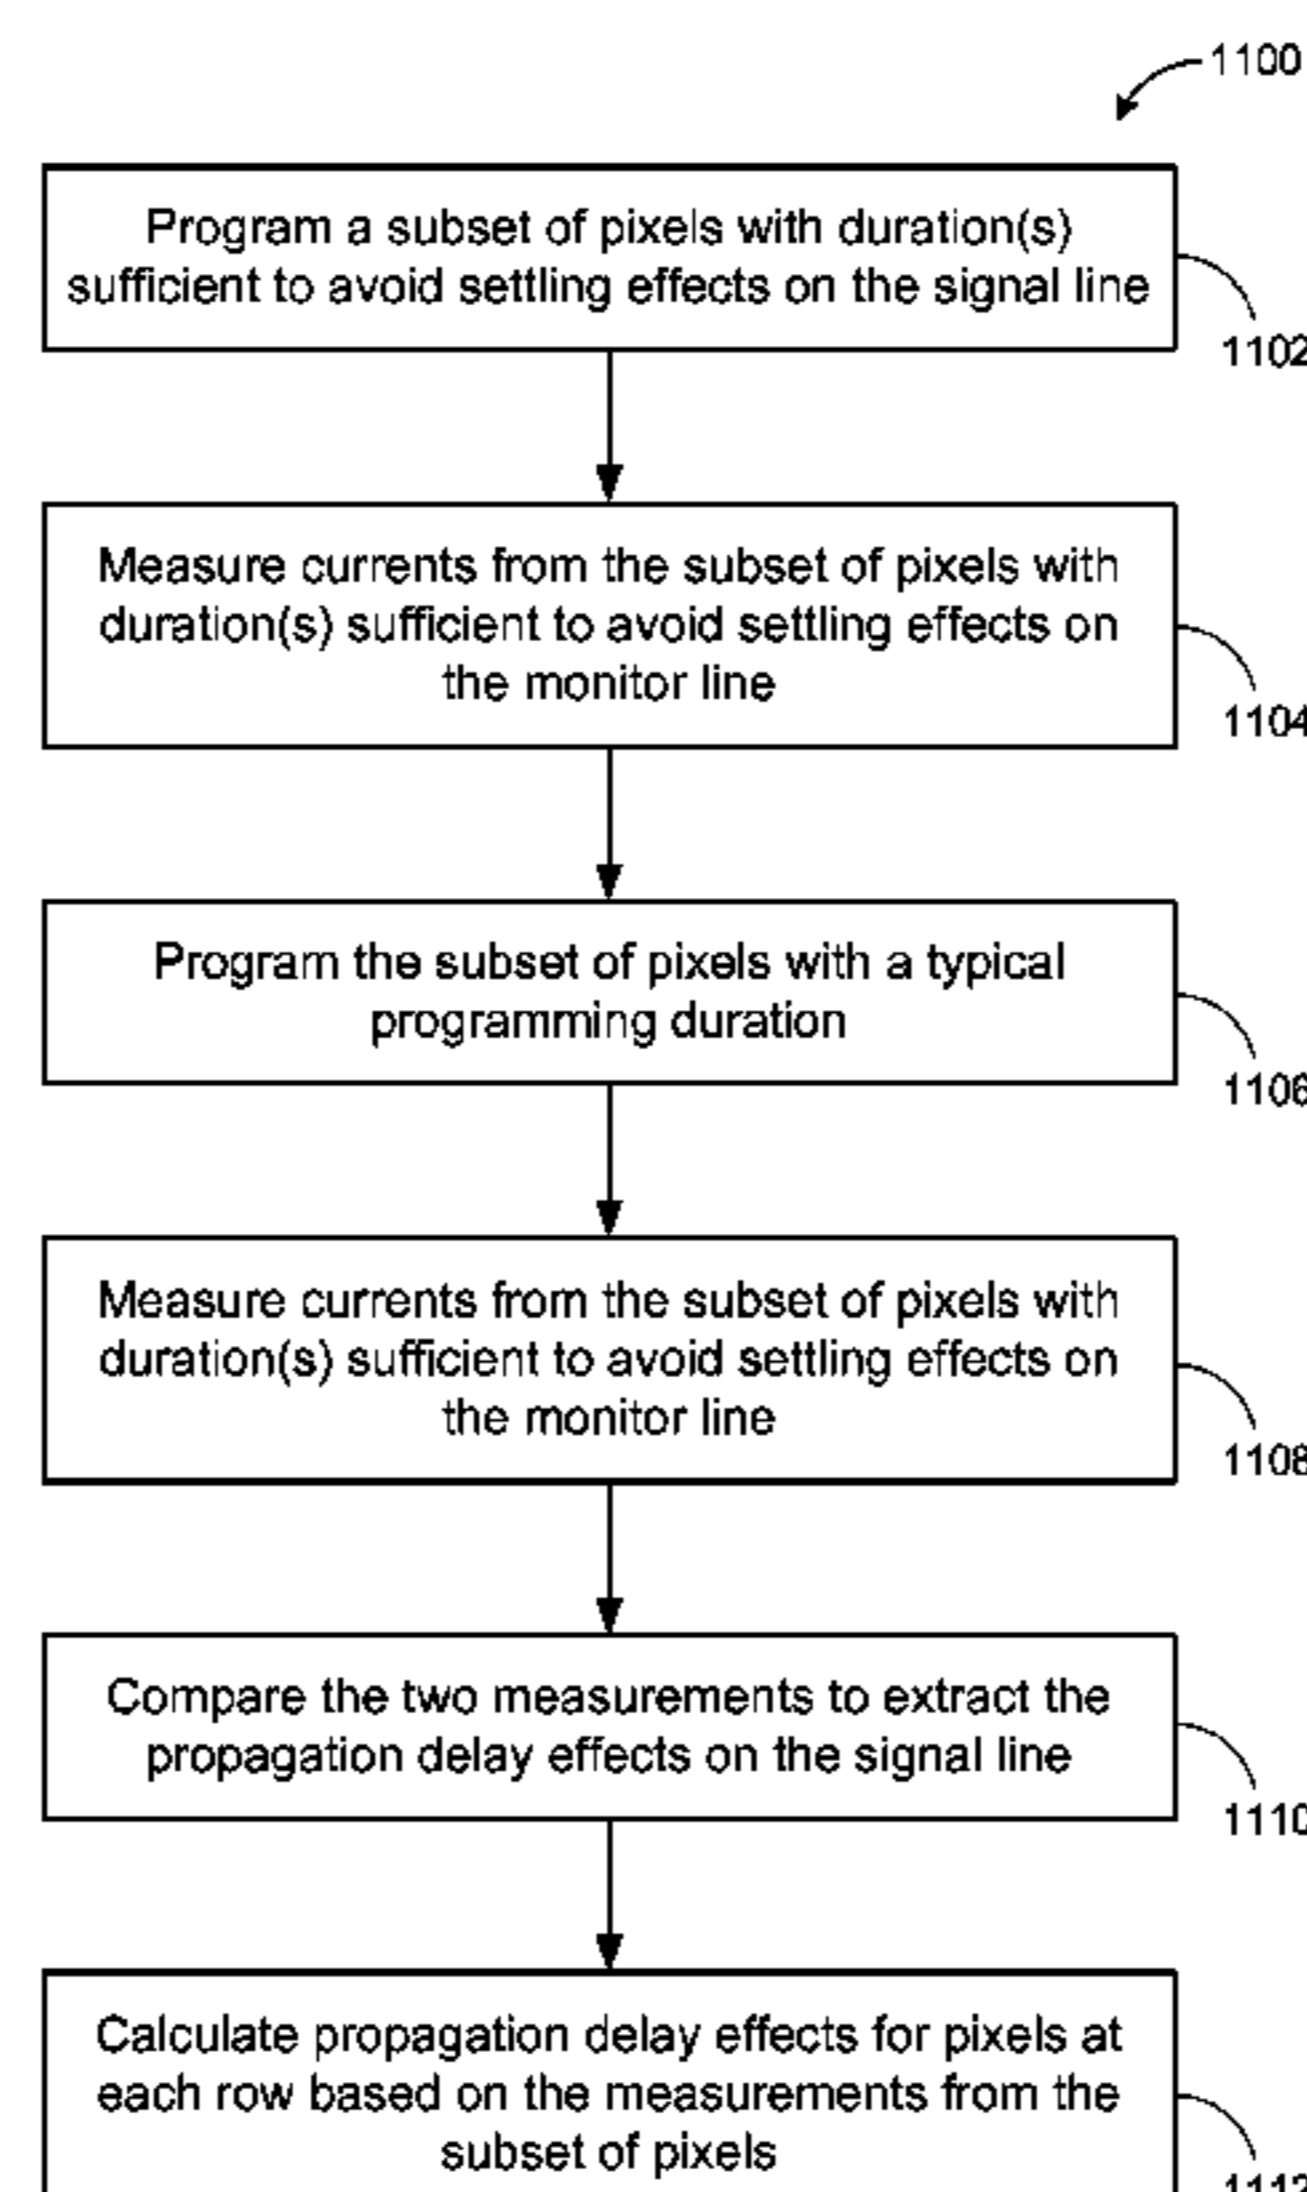 1100
Program a subset of pixels with duration(s)
sufficient to avoid settling effects on the signal line
1102
Measure currents from the subset of pixels with
duration(s) sufficient to avoid settling effects on
the monitor line
1104
Program the subset of pixels with a typical
programming duration
1106
Measure currents from the subset of pixels with
duration(s) sufficient to avoid settling effects on
the monitor line
1108
Compare the two measurements to extract the
propagation delay effects on the signal line
1110
Calculate propagation delay effects for pixels at
each row based on the measurements from the
subset of pixels